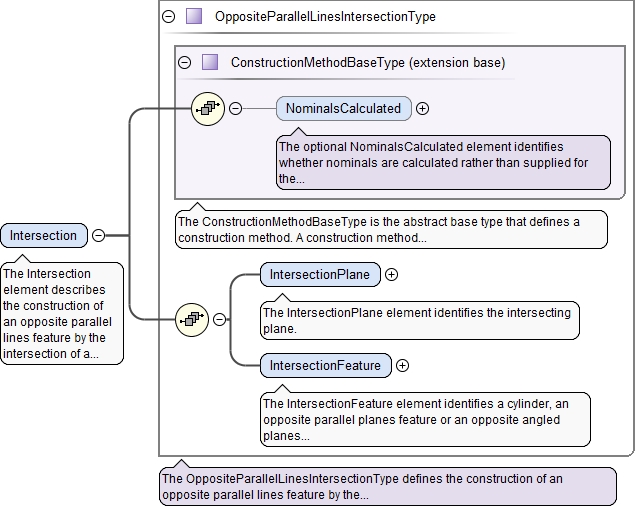 OppositeParallelLinesIntersectionType
ConstructionMethodBaseType (extension base)
NominalsCalculated
The optional NominalsCalculated element identifies
whether nominals are calculated rather than supplied for
the...
The ConstructionMethodBaseType is the abstract base type that defines a
construction method. A construction method...
Intersection
The Intersection
element describes
the construction of
an opposite parallel
lines feature by the
intersection of a...
IntersectionPlane
The IntersectionPlane element identifies the intersecting
plane.
IntersectionFeature
The IntersectionFeature element identifies a cylinder, an
opposite parallel planes feature or an opposite angled
planes...
The OppositeParallelLinesIntersectionType defines the construction of an
opposite parallel lines feature by the...